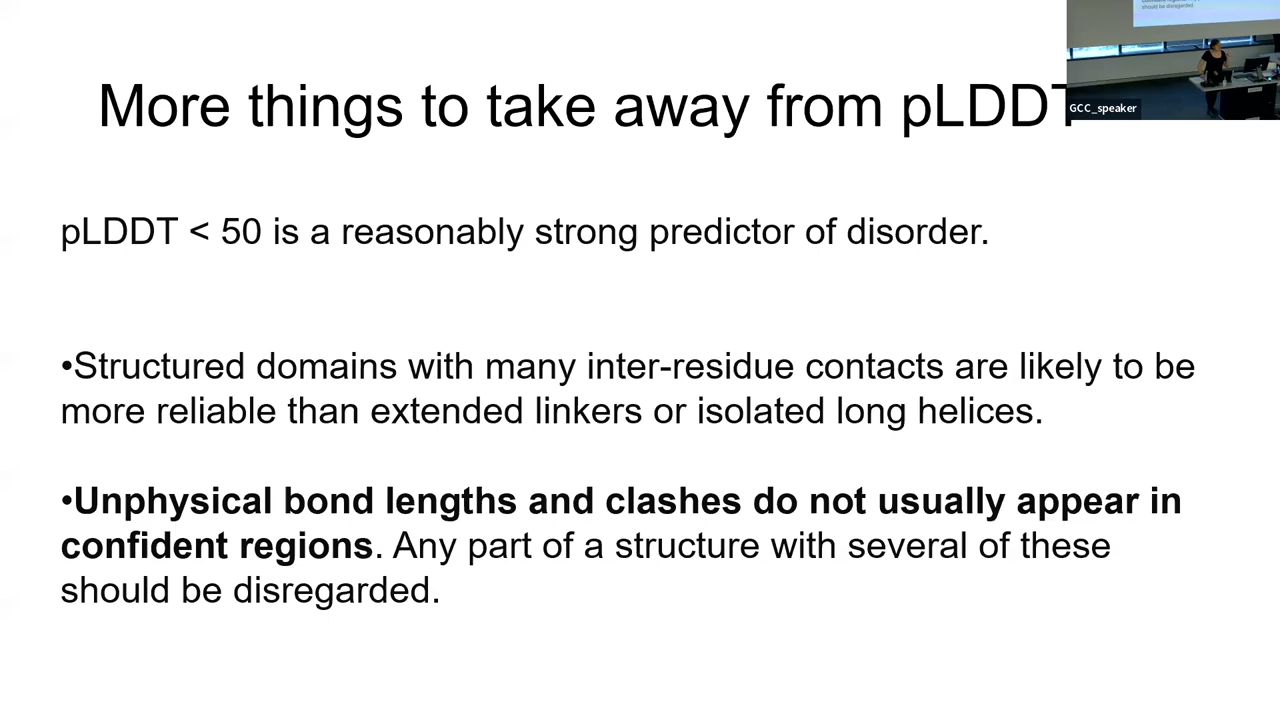 More things to take away from pLDDT
GCC_speaker
should be disregarded.
pLDDT < 50 is a reasonably strong predictor of disorder.
•Structured domains with many inter-residue contacts are likely to be
more reliable than extended linkers or isolated long helices.
•Unphysical bond lengths and clashes do not usually appear in
confident regions. Any part of a structure with several of these
should be disregarded.